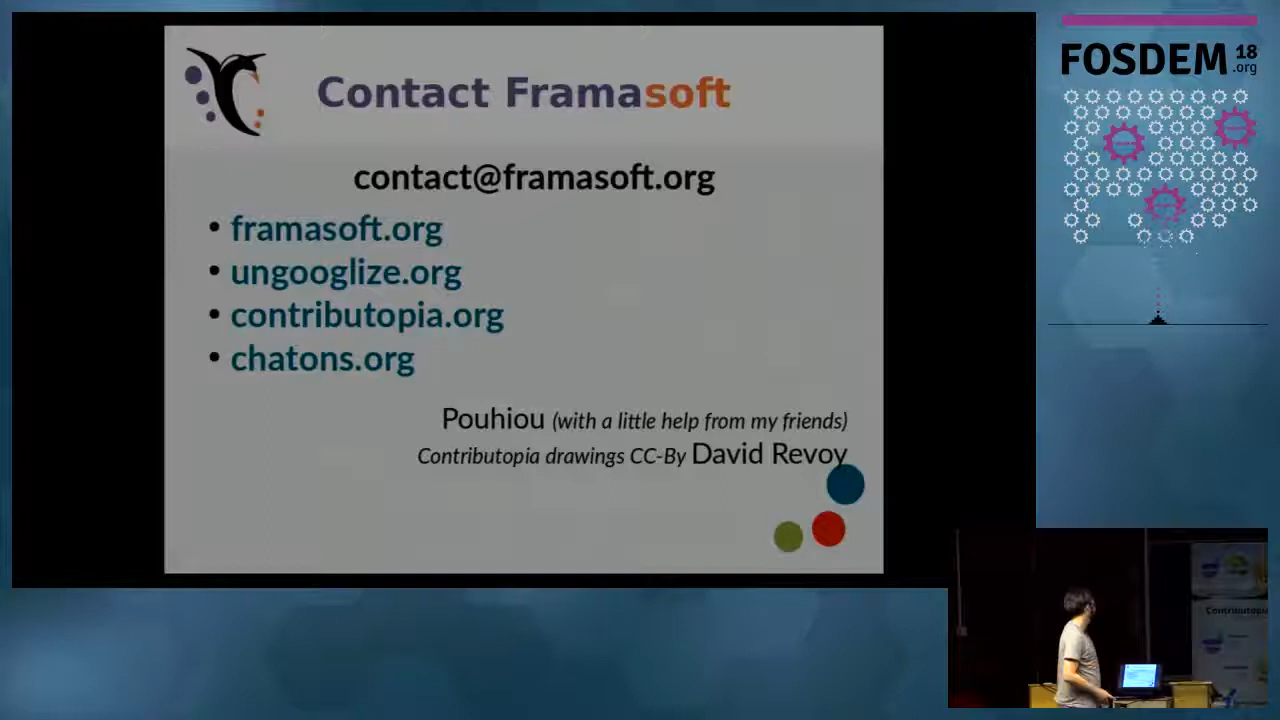 Contact Framasoft
contact@framasoft.org
• framasoft.org
• ungooglize.org
• contributopia.org
• chatons.org
Pouhiou (with a little help from my friends)
Contributopia drawings CC-By David Revoy
FOSDEM 18
.org
Contributopia